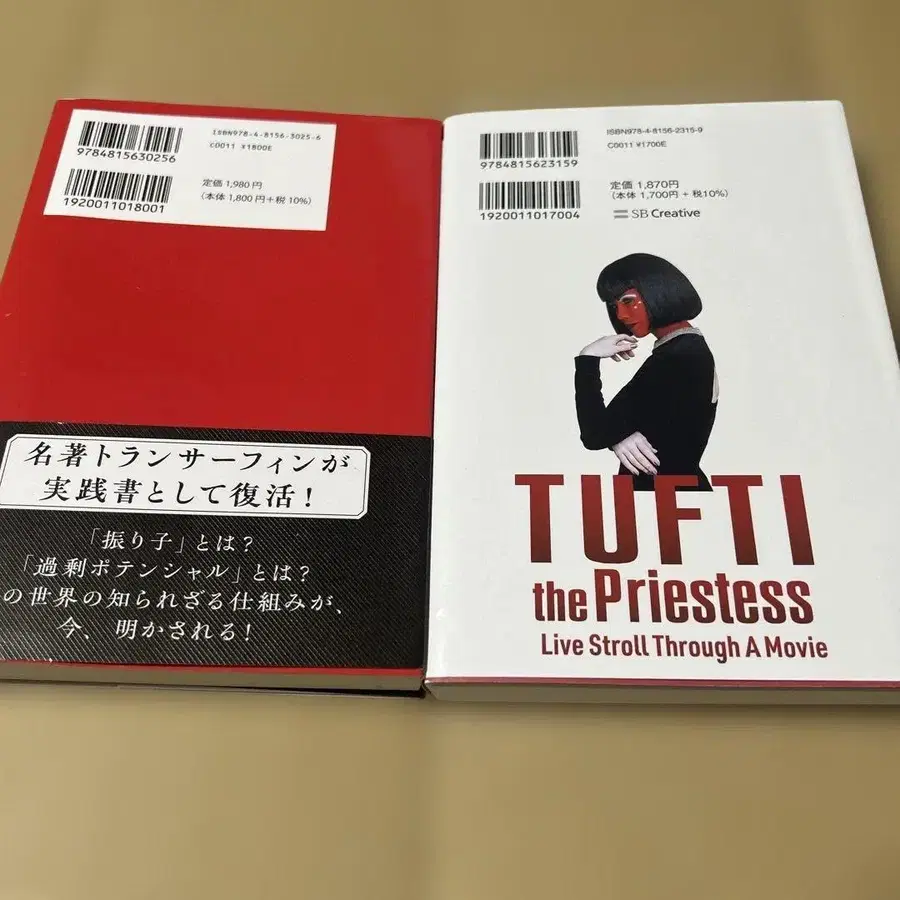 ISBN978-4-8156-3025-6
C0011 ¥1800E
9784815630256
定価 1,980円
(本体 1,800円+税10%)
1920011018001
名著トランサーフィンが
実践書として復活!
「振り子」とは?
「過剰ポテンシャル」とは?
の世界の知られざる仕組みが、
今、明かされる!
ISBN978-4-8156-2315-9
C0011 ¥1700E
9784815623159
定価 1,870円
(本体 1,700円+税10%)
1920011017004
SB Creative
TUFTI
the Priestess
Live Stroll Through A Movie